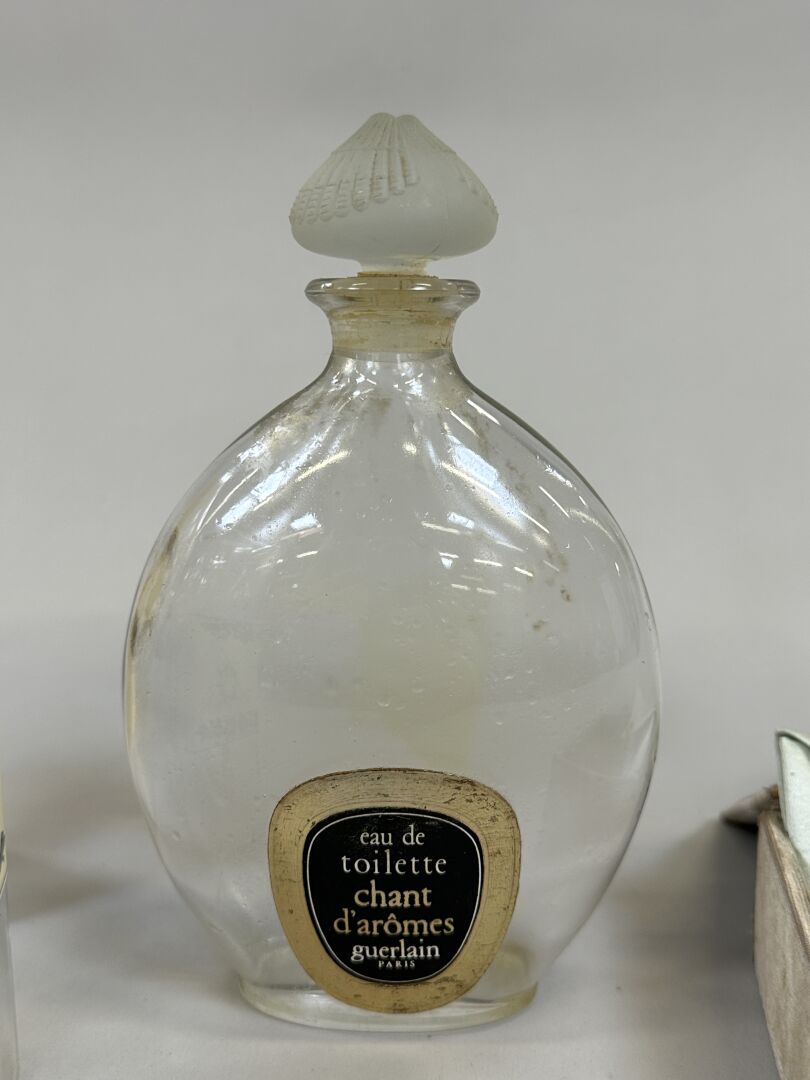 eau de
toilette
chant
d'arômes
guerlain
PARIS